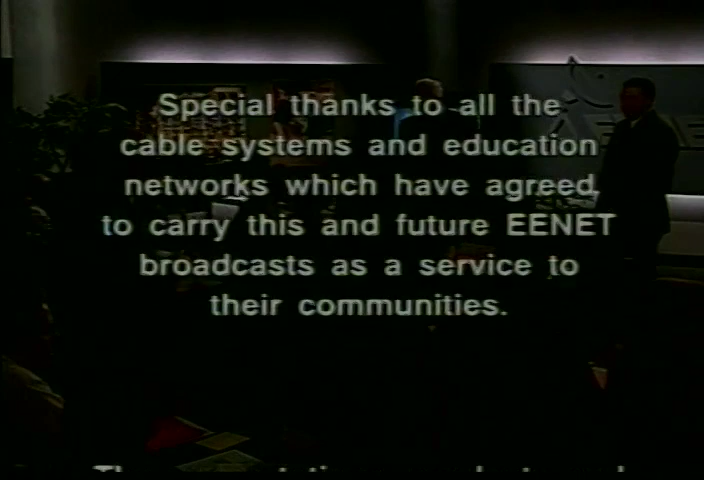 Special thanks to all the
cable systems and education
networks which have agreed
to carry this and future EENET
broadcasts as a service to
their communities.